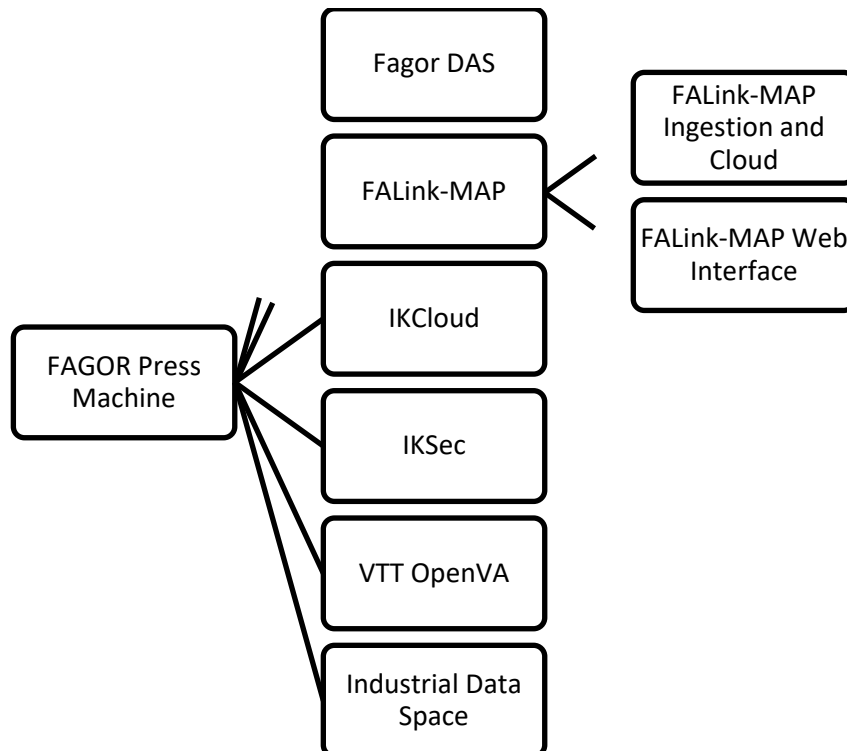 Fagor DAS
FALink-MAP
Ingestion and
Cloud
FALink-MAP
FALink-MAP Web
Interface
IKCloud
FAGOR Press
Machine
IKSec
VTT OpenVA
Industrial Data
Space